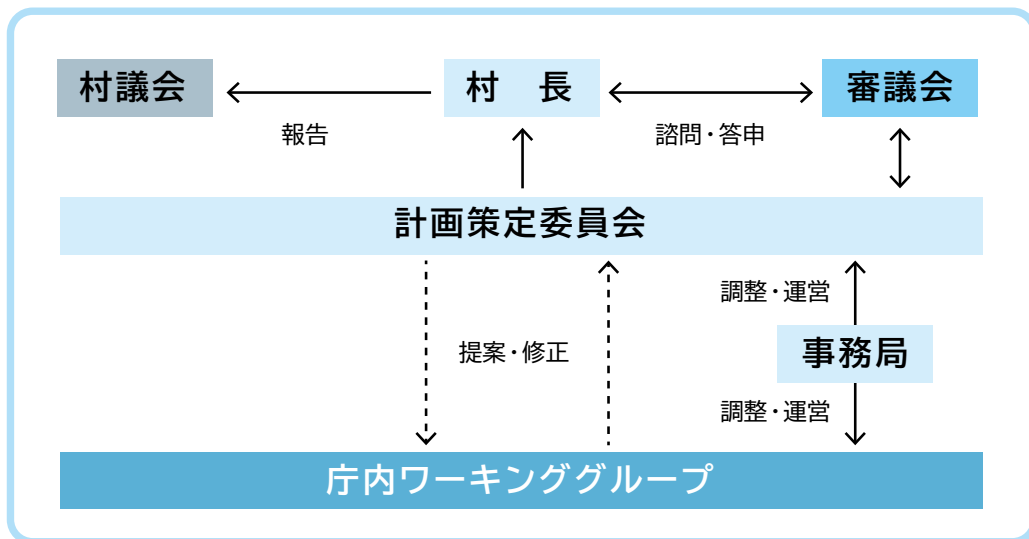 村議会
村　長
審議会
報告
諮問・答申
計画策定委員会
調整・運営
提案・修正
事務局
調整・運営
庁内ワーキンググループ